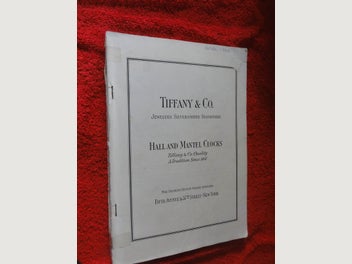 TIFFANY & CO.
JEWELERS SILVERSMITHS STATIONERS
HALL AND MANTEL CLOCKS
Tiffany & Co Quality
A Tradition Since
FIFTH AVENUE & 37TH STREET NEW YORK